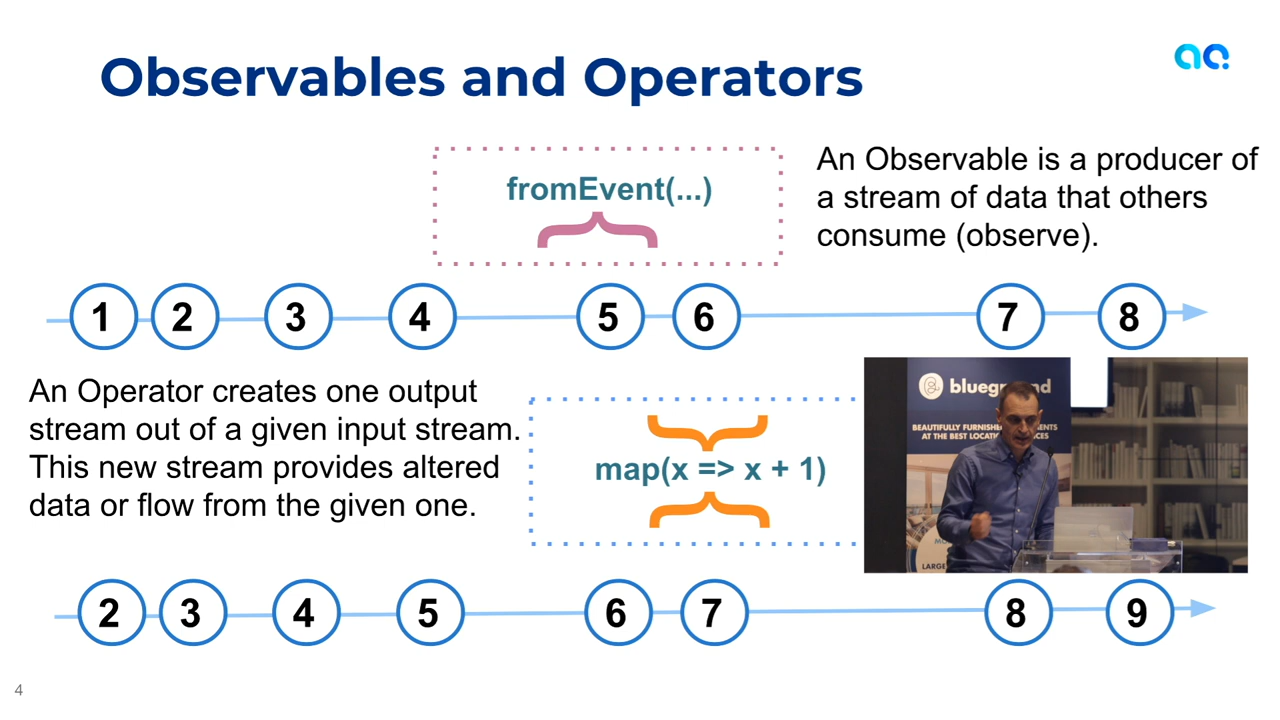 Observables and Operators
fromEvent(...)
An Observable is a producer of
a stream of data that others
consume (observe).
1 2 3 4 5 6 7 8
An Operator creates one output
stream out of a given input stream.
This new stream provides altered
data or flow from the given one.
map(x => x + 1)
blueground
BEAUTIFULLY FURNISHED
AT THE BEST
2 3 4 5 6 7 8 9
4